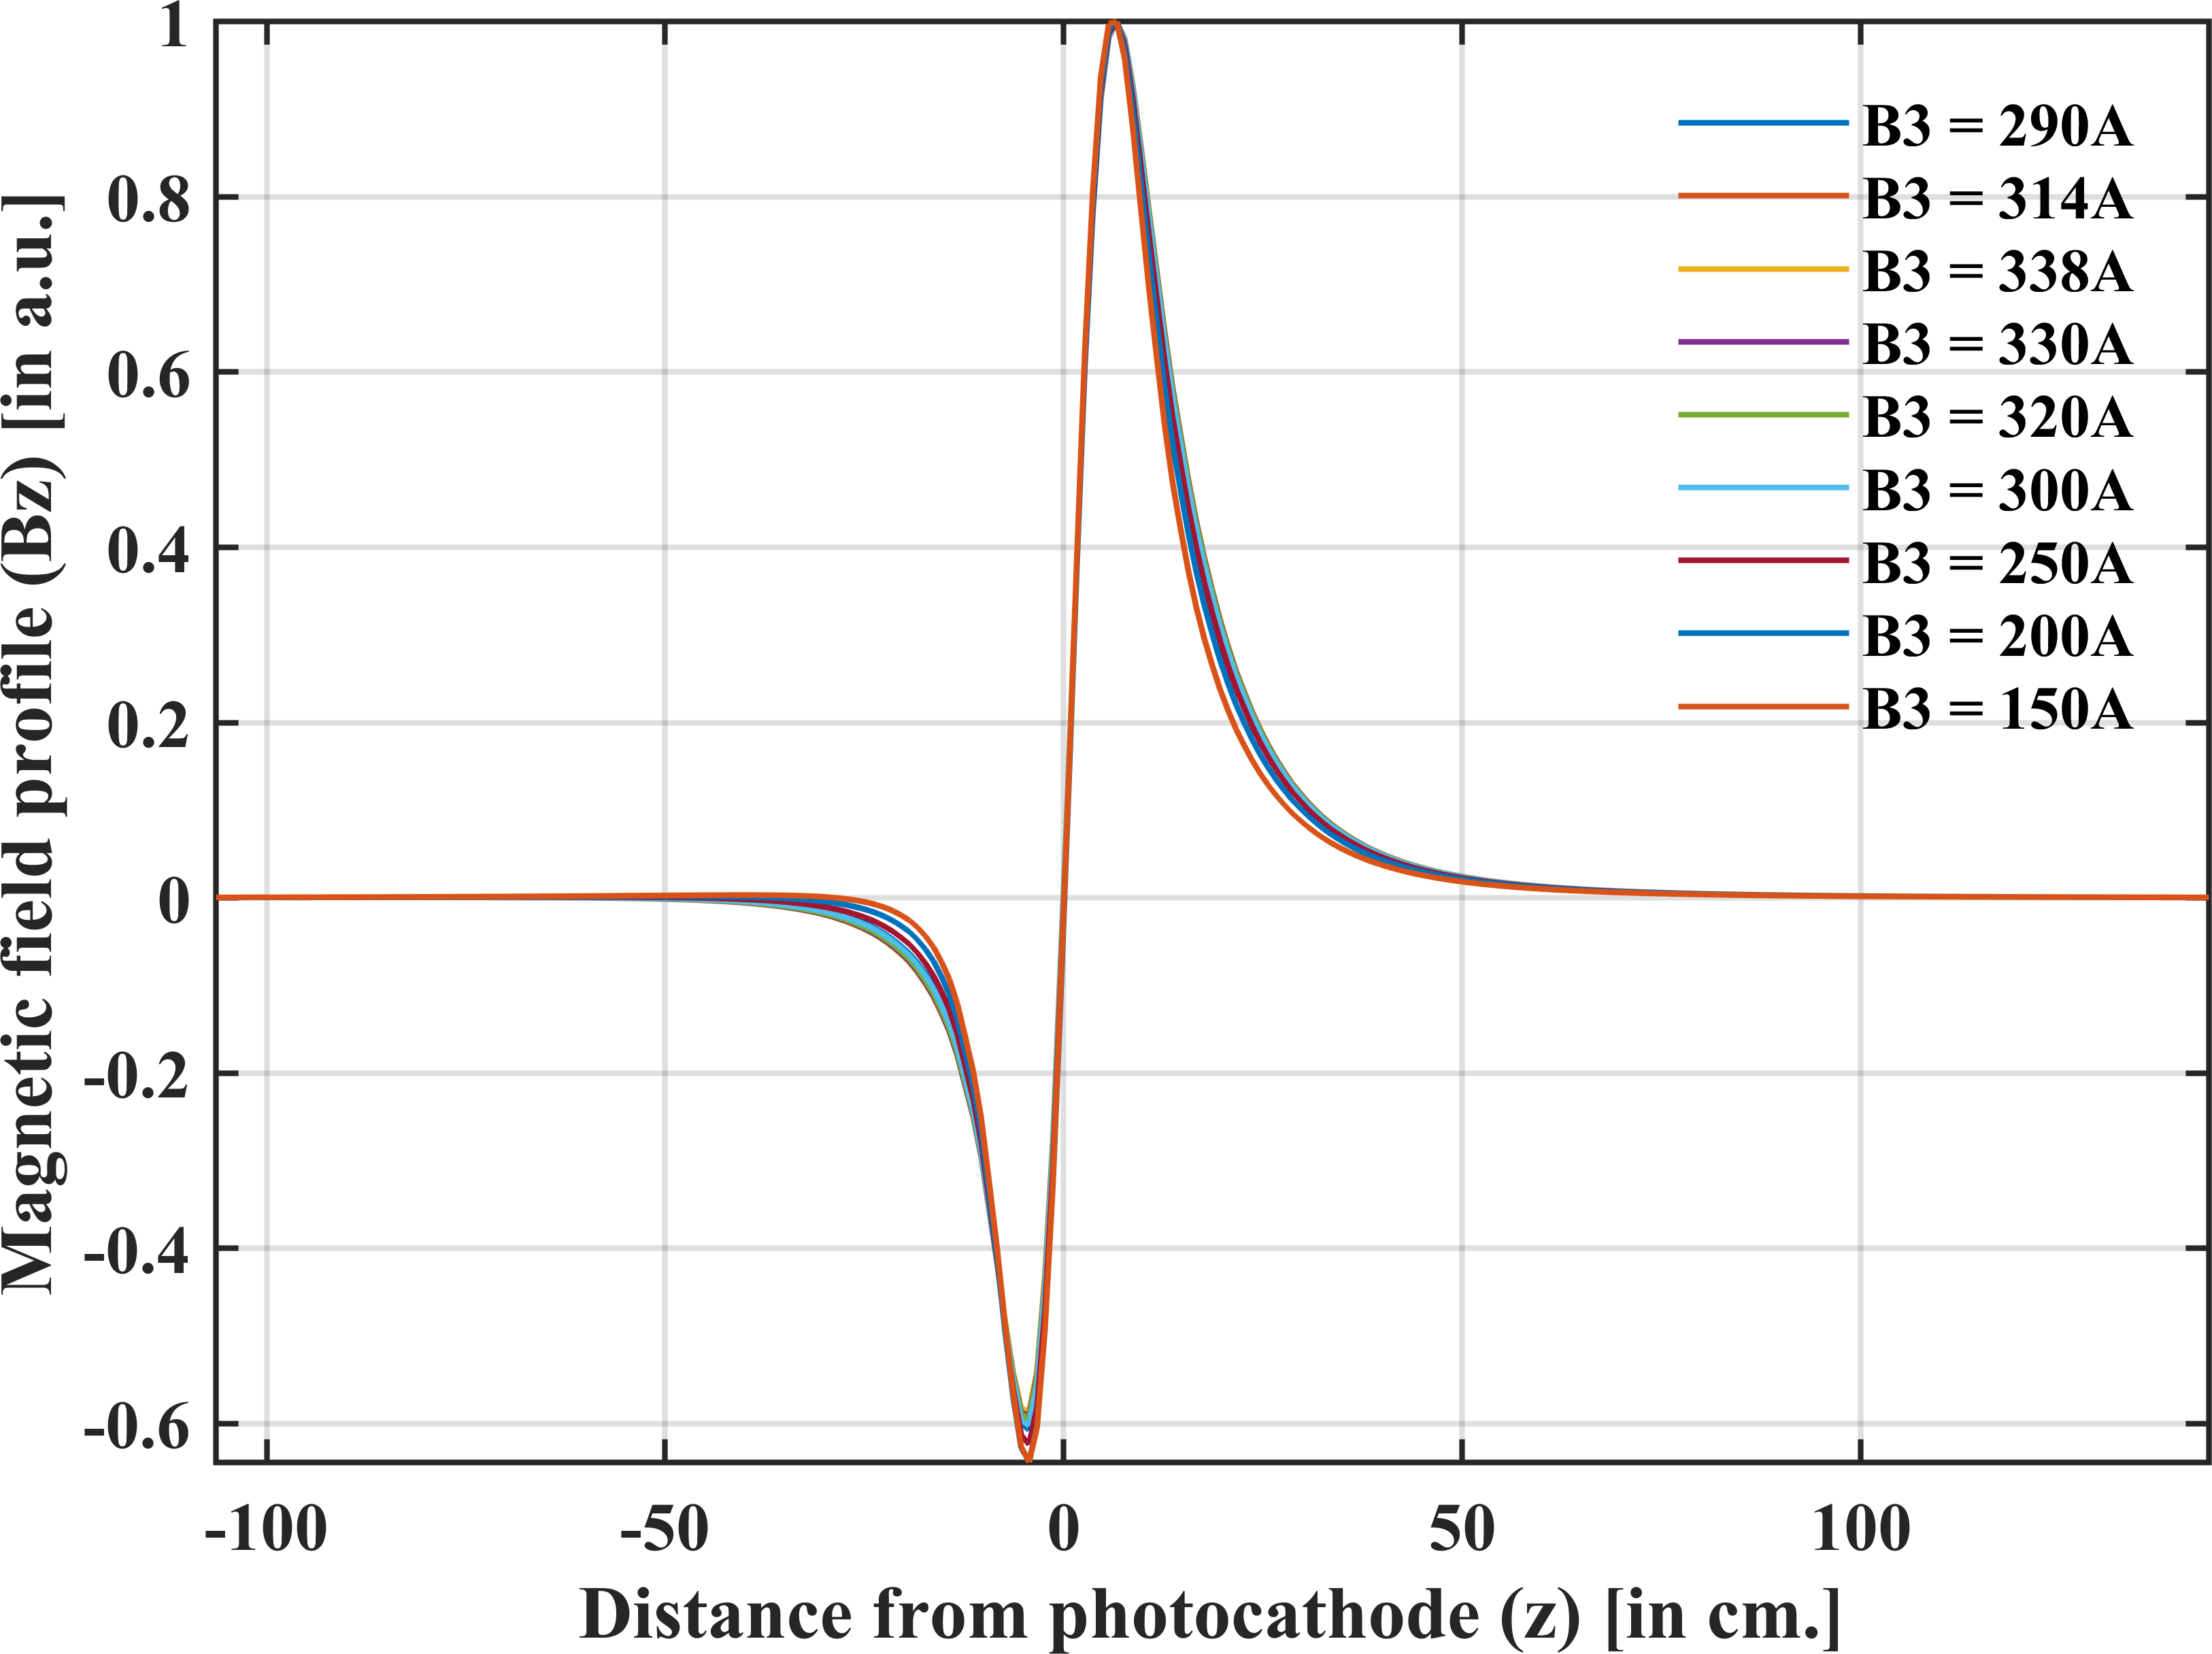 Magnetic field profile (Bz) [in a.u.]
1
0.8
0.6
0.4
0.2
0
-0.2
-0.4
-0.6
B3 = 290A
B3 = 314A
B3 = 338A
B3 = 330A
B3 = 320A
B3 = 300A
B3 = 250A
B3 = 200A
B3 = 150A
-100 -50 0 50 100
Distance from photocathode (z) [in cm.]